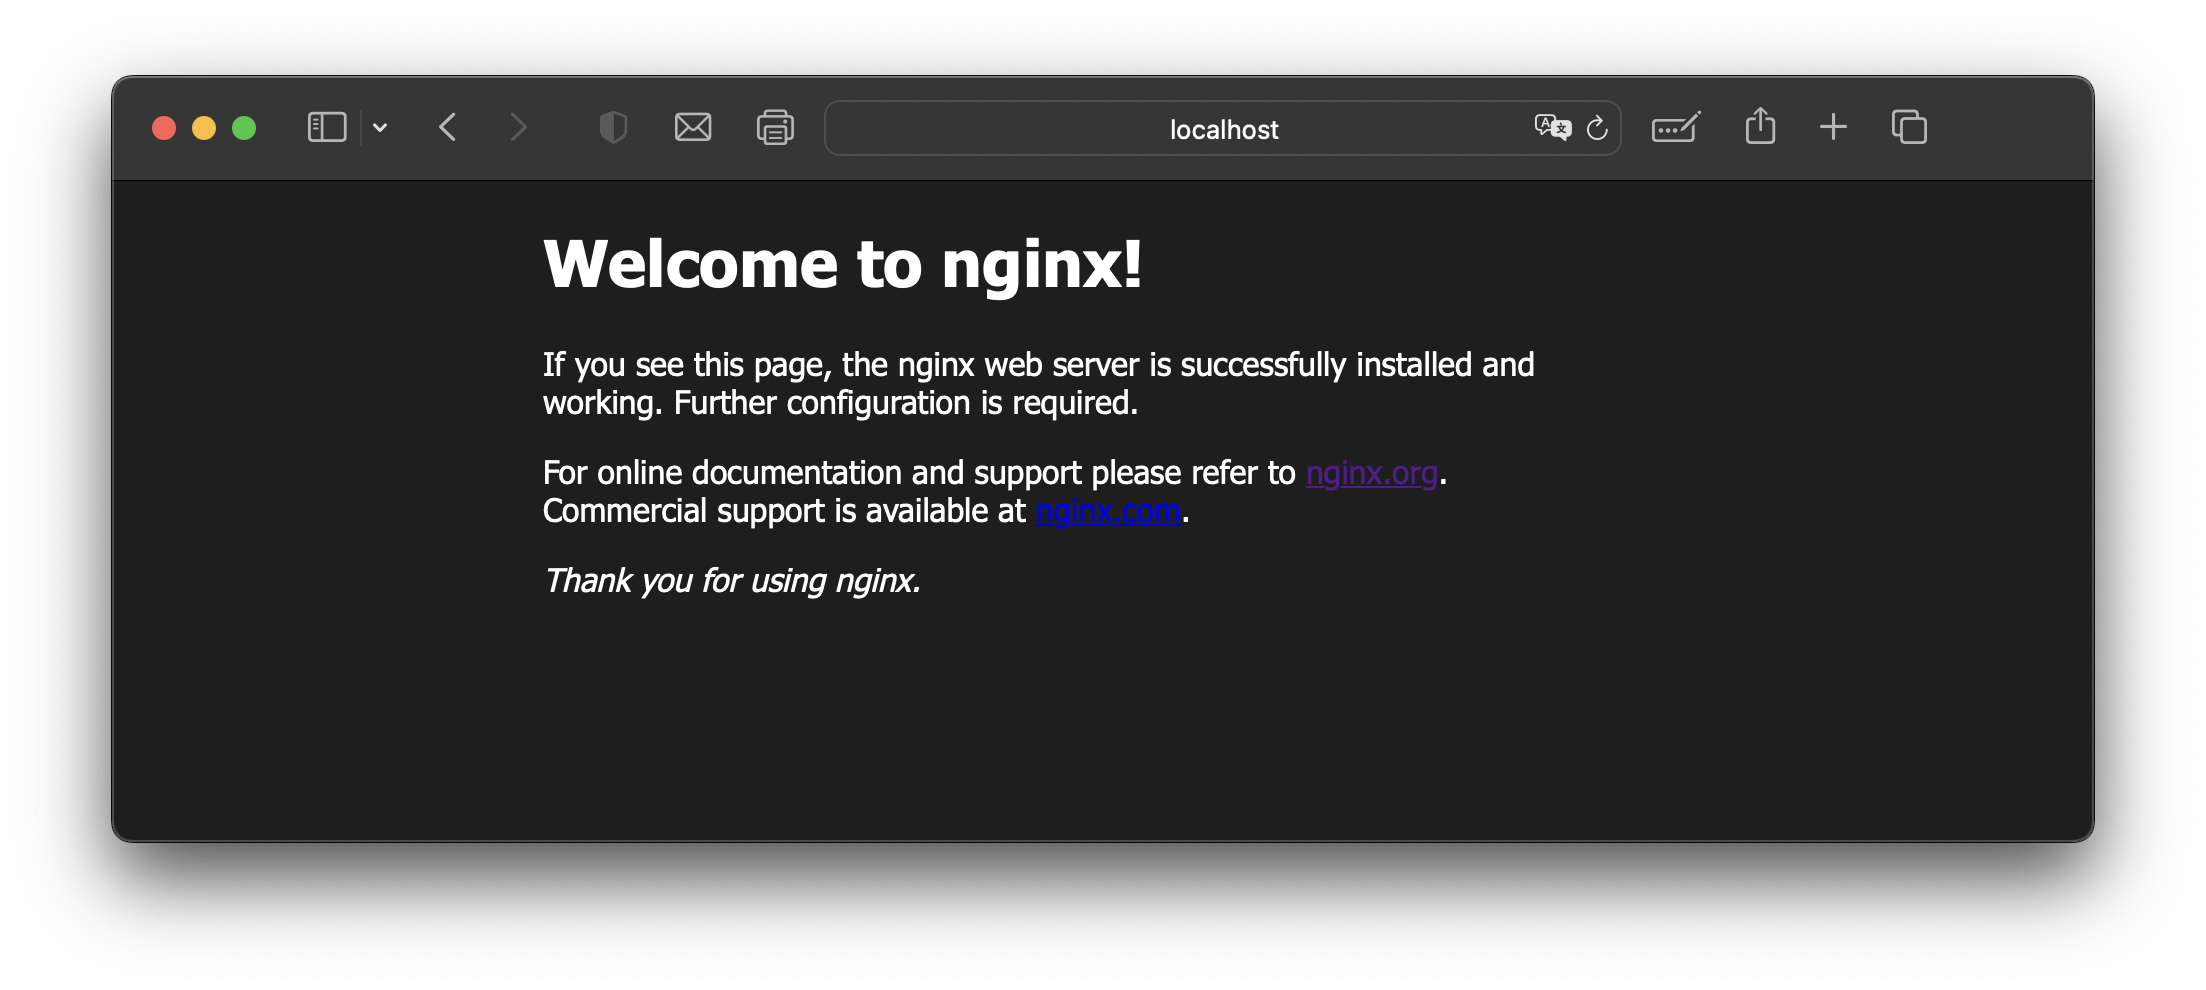 localhost
Welcome to nginx!
If you see this page, the nginx web server is successfully installed and
working. Further configuration is required.
For online documentation and support please refer to nginx.org.
Commercial support is available at nginx.com.
Thank you for using nginx.